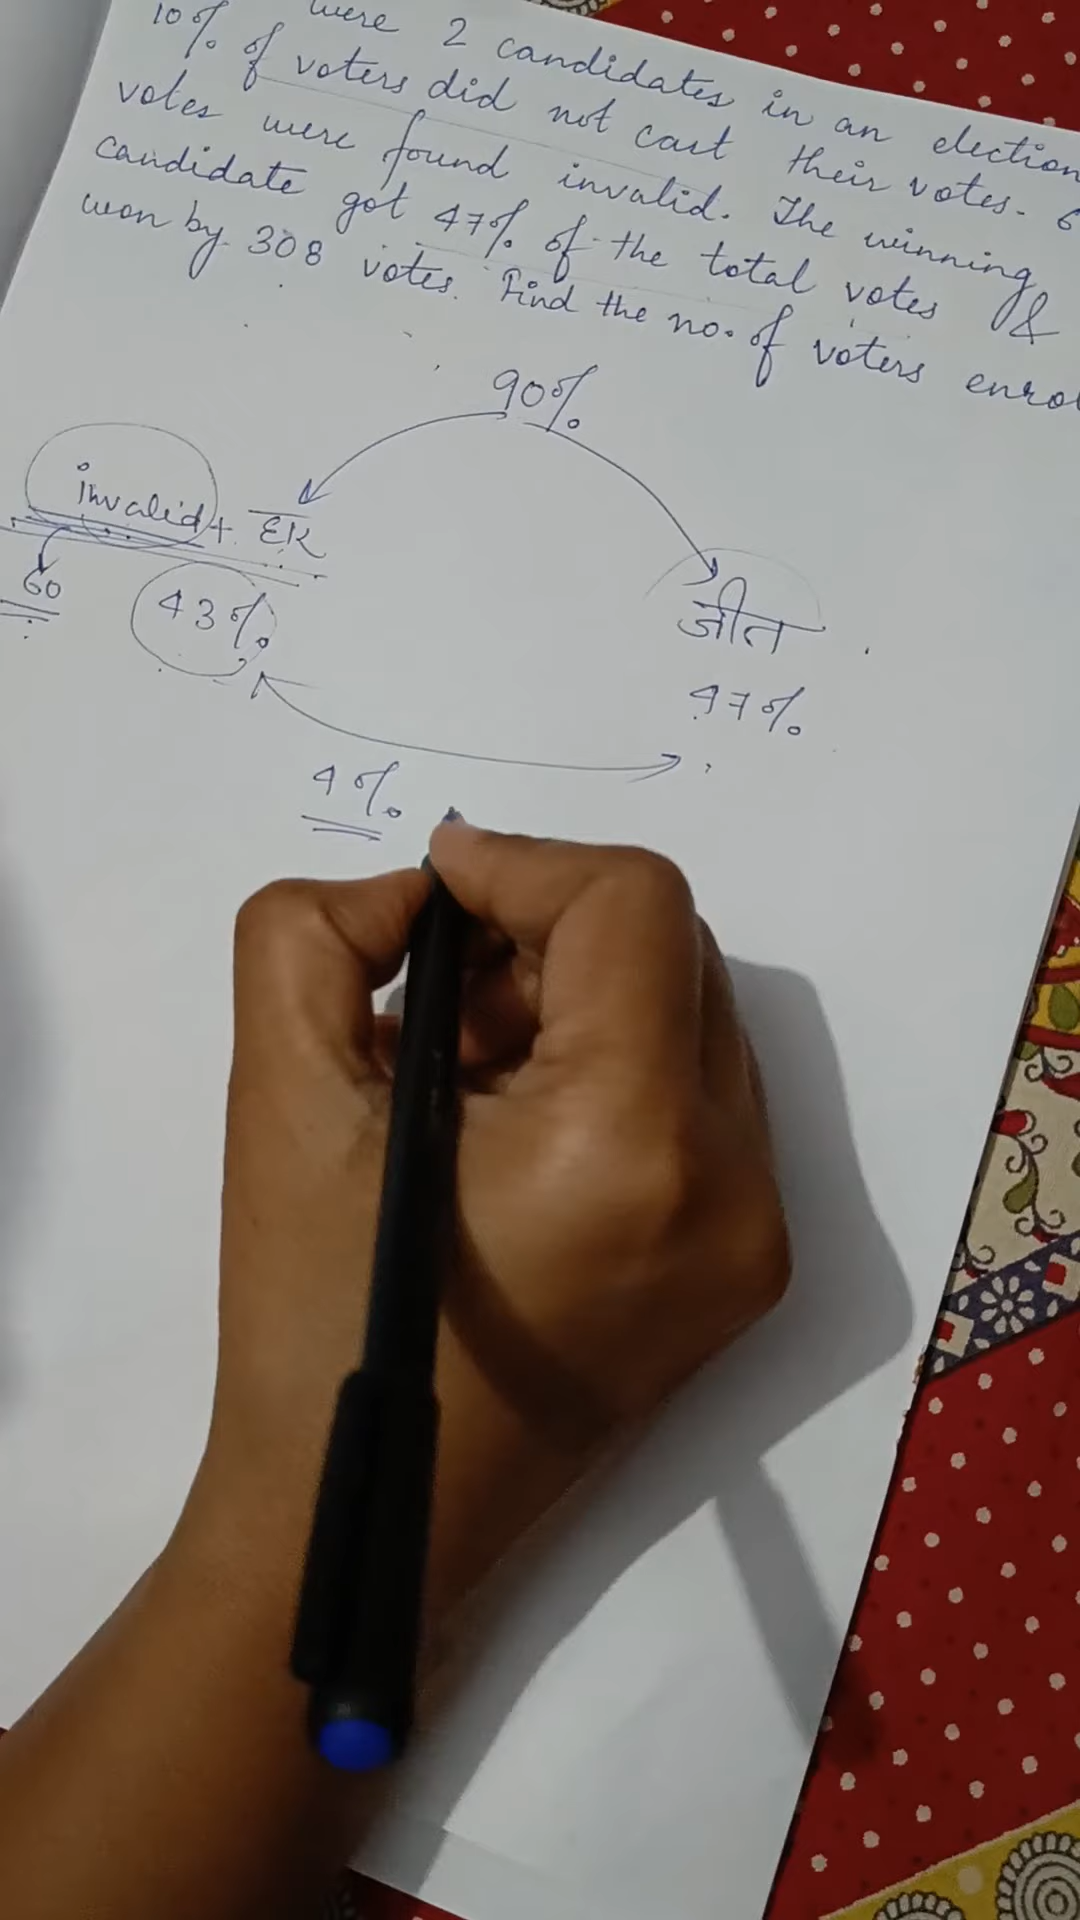 were 2 candidates in an election
10% of voters did not cast their votes. 6
votes were found invalid. The winning
candidate got 47% of the total votes &
won by 308 votes. Find the no. of voters
90%
invalid +
60
43%
जीत
47%
4%